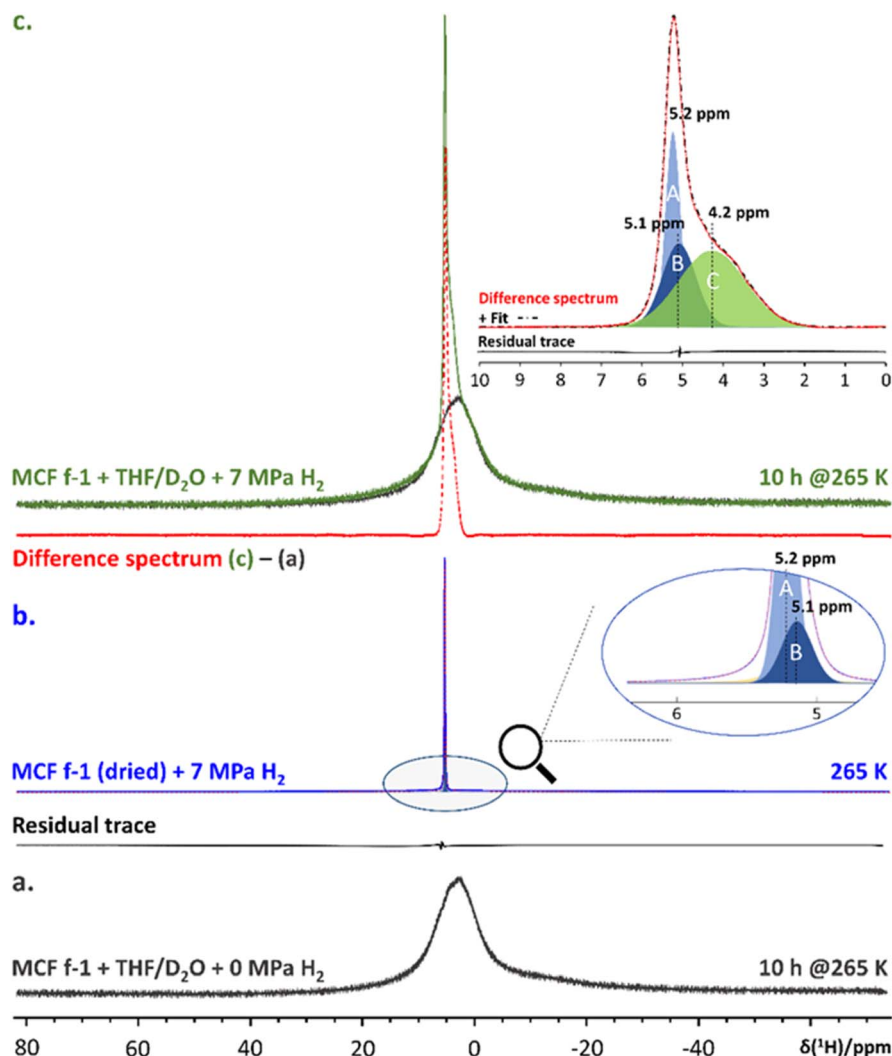 c.
5.2 ppm
A
5.1 ppm
4.2 ppm
B
C
Difference spectrum
+ Fit
Residual trace
10 9 8 7 6 5 4 3 2 1 0
MCF f-1 + THF/D₂O + 7 MPa H₂ 10 h @265 K
Difference spectrum (c) – (a)
5.2 ppm
A
5.1 ppm
B
6 5
b.
MCF f-1 (dried) + 7 MPa H₂ 265 K
Residual trace
a.
MCF f-1 + THF/D₂O + 0 MPa H₂ 10 h @265 K
80 60 40 20 0 -20 -40 δ(¹H)/ppm